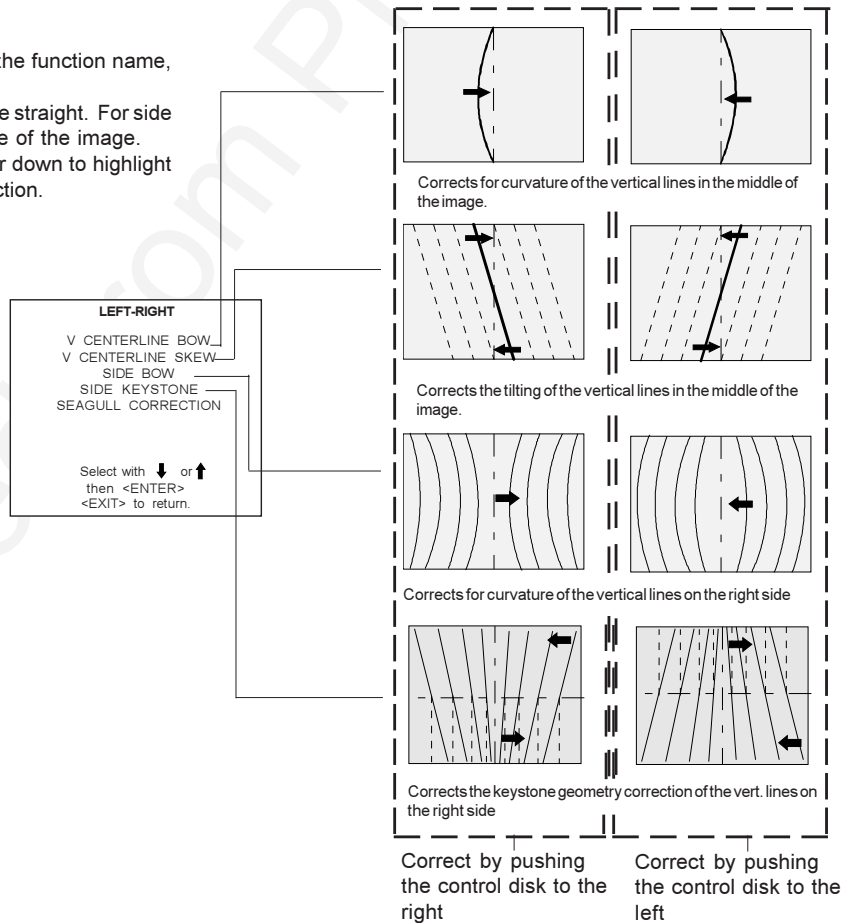 the function name,
e straight. For side
e of the image.
r down to highlight
ction.
LEFT-RIGHT
V CENTERLINE BOW
V CENTERLINE SKEW
SIDE BOW
SIDE KEYSTONE
SEAGULL CORRECTION
Select with or
then <ENTER>
<EXIT> to return.
Corrects for curvature of the vertical lines in the middle of
the image.
Corrects the tilting of the vertical lines in the middle of the
image.
Corrects for curvature of the vertical lines on the right side
Corrects the keystone geometry correction of the vert. lines on
the right side
Correct by pushing
the control disk to the
right
Correct by pushing
the control disk to the
left